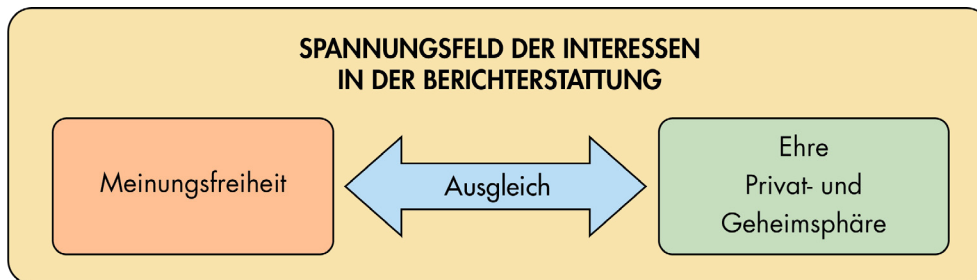 SPANNUNGSFELD DER INTERESSEN
IN DER BERICHTERSTATTUNG
Meinungsfreiheit
Ausgleich
Ehre
Privat- und
Geheimsphäre